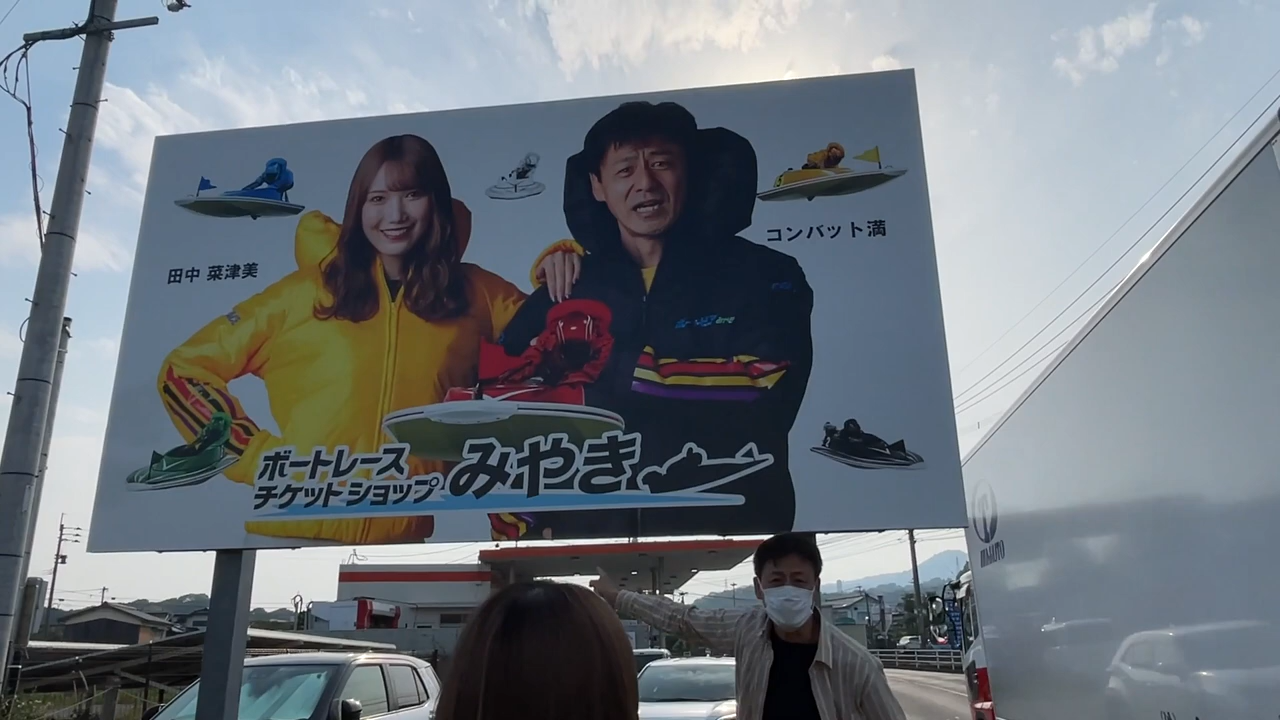 田中 菜津美
コンバット満
ボートレース
チケットショップ
みやき